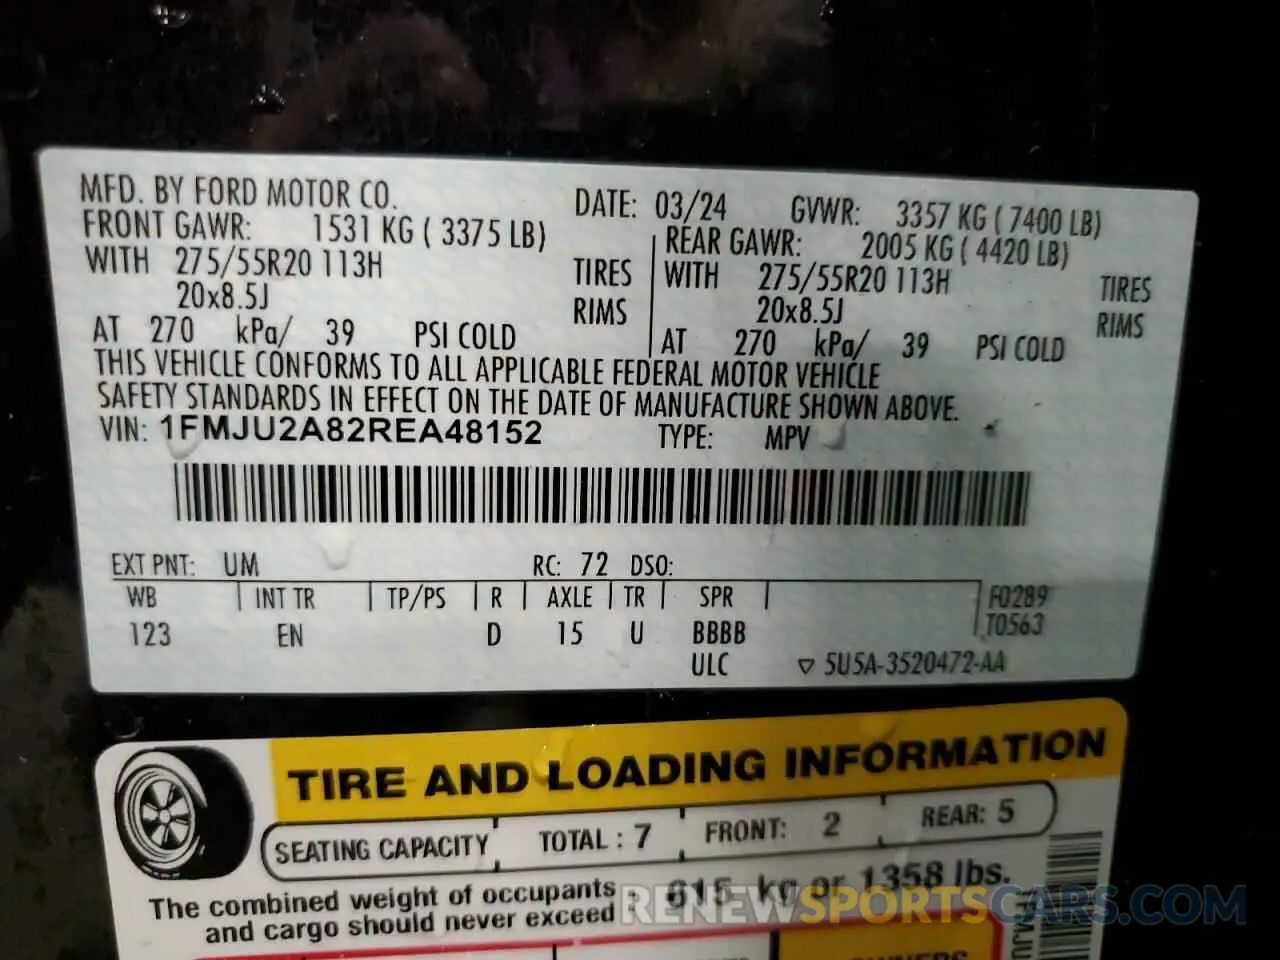 MFD. BY FORD MOTOR CO.
DATE: 03/24 GVWR: 3357 KG ( 7400 LB)
FRONT GAWR: 1531 KG ( 3375 LB)
REAR GAWR: 2005 KG ( 4420 LB)
WITH 275/55R20 113H TIRES
WITH 275/55R20 113H TIRES
20x8.5J RIMS
20x8.5J RIMS
AT 270 kPa/ 39 PSI COLD
AT 270 kPa/ 39 PSI COLD
THIS VEHICLE CONFORMS TO ALL APPLICABLE FEDERAL MOTOR VEHICLE
SAFETY STANDARDS IN EFFECT ON THE DATE OF MANUFACTURE SHOWN ABOVE.
VIN: 1FMJU2A82REA48152 TYPE: MPV
EXT PNT: UM RC: 72 DSO:
WB INT TR TP/PS R AXLE TR SPR F0289
123 EN D 15 U BBBB T0563
ULC ▽ 5U5A-3520472-AA
TIRE AND LOADING INFORMATION
SEATING CAPACITY TOTAL : 7 FRONT: 2 REAR: 5
The combined weight of occupants
and cargo should never exceed
615 kg or 1358 lbs.
RENEWSPORTSCARS.COM